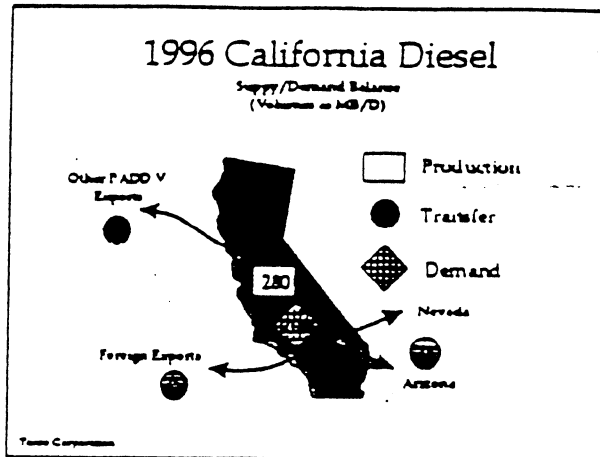 1996 California Diesel
Supply/Demand Balance
(Volumes in MB/D)
Other PADD V
Exports
Production
Transfer
Demand
280
Nevada
Foreign Exports
Arizona
Corporation